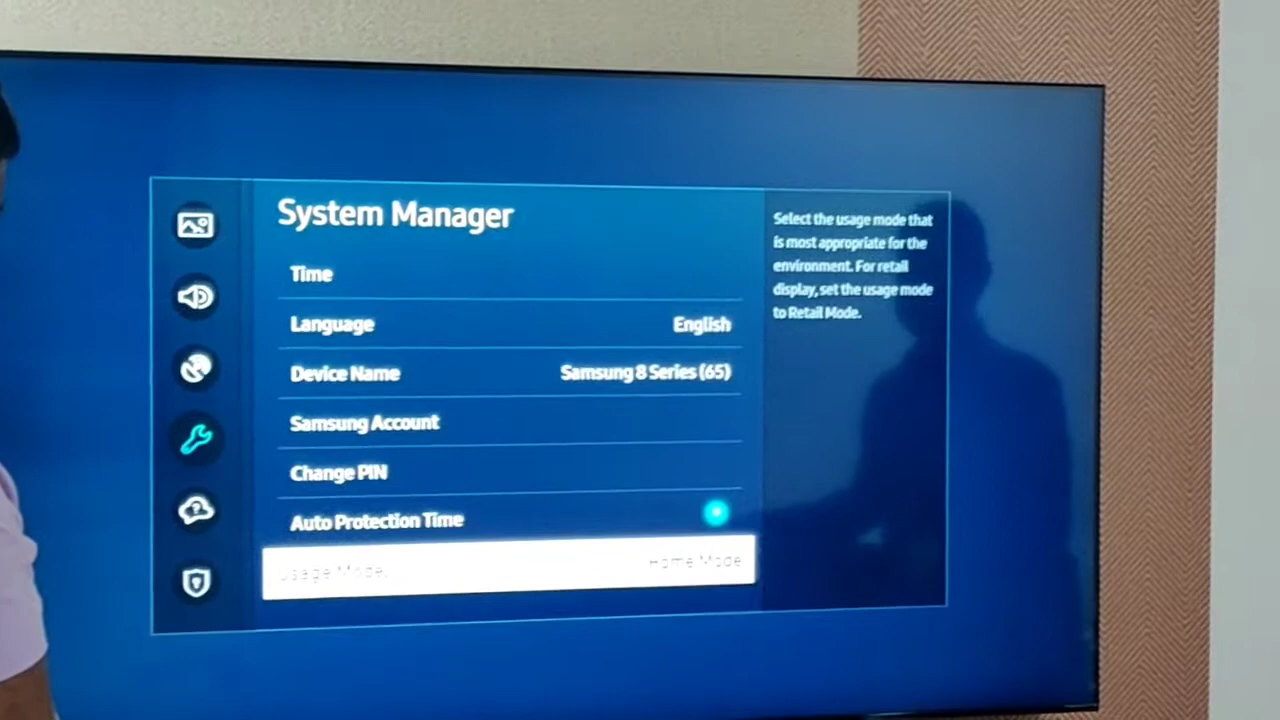 System Manager
Time
Language English
Device Name Samsung 8 Series (65)
Samsung Account
Change PIN
Auto Protection Time
Usage Mode Home Mode
Select the usage mode that
is most appropriate for the
environment. For retail
display, set the usage mode
to Retail Mode.